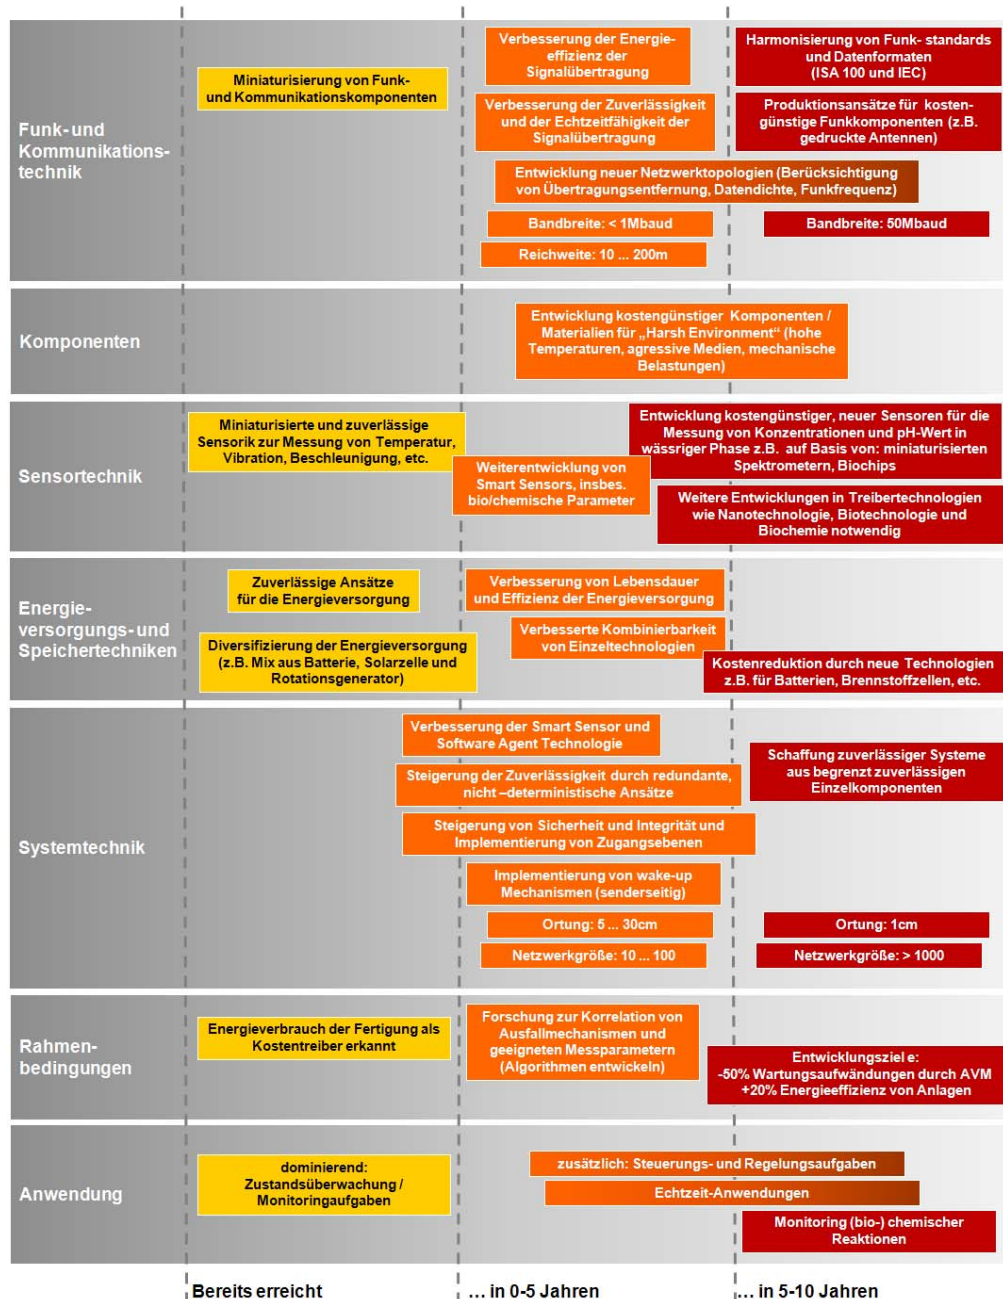 Funk- und
Kommunikations-
technik
Miniaturisierung von Funk-
und Kommunikationskomponenten
Verbesserung der Energie-
effizienz der
Signalübertragung
Harmonisierung von Funk- standards
und Datenformaten
(ISA 100 und IEC)
Verbesserung der Zuverlässigkeit
und der Echtzeitfähigkeit der
Signalübertragung
Produktionsansätze für kosten-
günstige Funkkomponenten (z.B.
gedruckte Antennen)
Entwicklung neuer Netzwerktopologien (Berücksichtigung
von Übertragungsentfernung, Datendichte, Funkfrequenz)
Bandbreite: < 1Mbaud
Bandbreite: 50Mbaud
Reichweite: 10 ... 200m
Komponenten
Entwicklung kostengünstiger Komponenten /
Materialien für „Harsh Environment“ (hohe
Temperaturen, agressive Medien, mechanische
Belastungen)
Sensortechnik
Miniaturisierte und zuverlässige
Sensorik zur Messung von Temperatur,
Vibration, Beschleunigung, etc.
Weiterentwicklung von
Smart Sensors, insbes.
bio/chemische Parameter
Entwicklung kostengünstiger, neuer Sensoren für die
Messung von Konzentrationen und pH-Wert in
wässriger Phase z.B. auf Basis von: miniaturisierten
Spektrometern, Biochips
Weitere Entwicklungen in Treibertechnologien
wie Nanotechnologie, Biotechnologie und
Biochemie notwendig
Energie-
versorgungs- und
Speichertechniken
Zuverlässige Ansätze
für die Energieversorgung
Verbesserung von Lebensdauer
und Effizienz der Energieversorgung
Diversifizierung der Energieversorgung
(z.B. Mix aus Batterie, Solarzelle und
Rotationsgenerator)
Verbesserte Kombinierbarkeit
von Einzeltechnologien
Kostenreduktion durch neue Technologien
z.B. für Batterien, Brennstoffzellen, etc.
Systemtechnik
Verbesserung der Smart Sensor und
Software Agent Technologie
Steigerung der Zuverlässigkeit durch redundante,
nicht –deterministische Ansätze
Schaffung zuverlässiger Systeme
aus begrenzt zuverlässigen
Einzelkomponenten
Steigerung von Sicherheit und Integrität und
Implementierung von Zugangsebenen
Implementierung von wake-up
Mechanismen (senderseitig)
Ortung: 5 ... 30cm
Ortung: 1cm
Netzwerkgröße: 10 ... 100
Netzwerkgröße: > 1000
Rahmen-
bedingungen
Energieverbrauch der Fertigung als
Kostentreiber erkannt
Forschung zur Korrelation von
Ausfallmechanismen und
geeigneten Messparametern
(Algorithmen entwickeln)
Entwicklungsziel e:
-50% Wartungsaufwändungen durch AVM
+20% Energieeffizienz von Anlagen
Anwendung
dominierend:
Zustandsüberwachung /
Monitoringaufgaben
zusätzlich: Steuerungs- und Regelungsaufgaben
Echtzeit-Anwendungen
Monitoring (bio-) chemischer
Reaktionen
Bereits erreicht
... in 0-5 Jahren
... in 5-10 Jahren